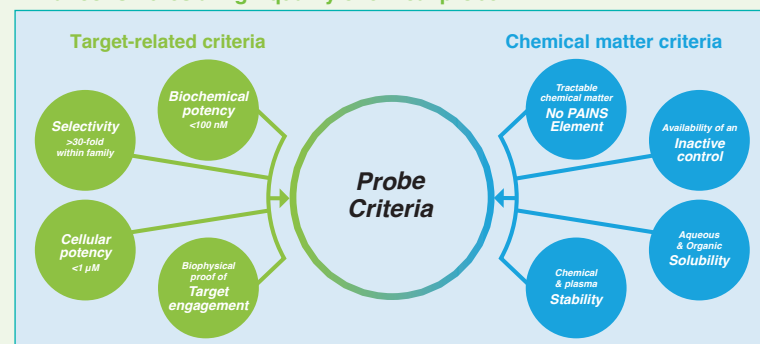 Target-related criteria
Chemical matter criteria
Biochemical
potency
<100 nM
Selectivity
>30-fold
within family
Cellular
potency
<1 µM
Biophysical
proof of
Target
engagement
Probe
Criteria
Tractable
chemical matter
No PAINS
Element
Availability of an
Inactive
control
Aqueous
& Organic
Solubility
Chemical
& plasma
Stability